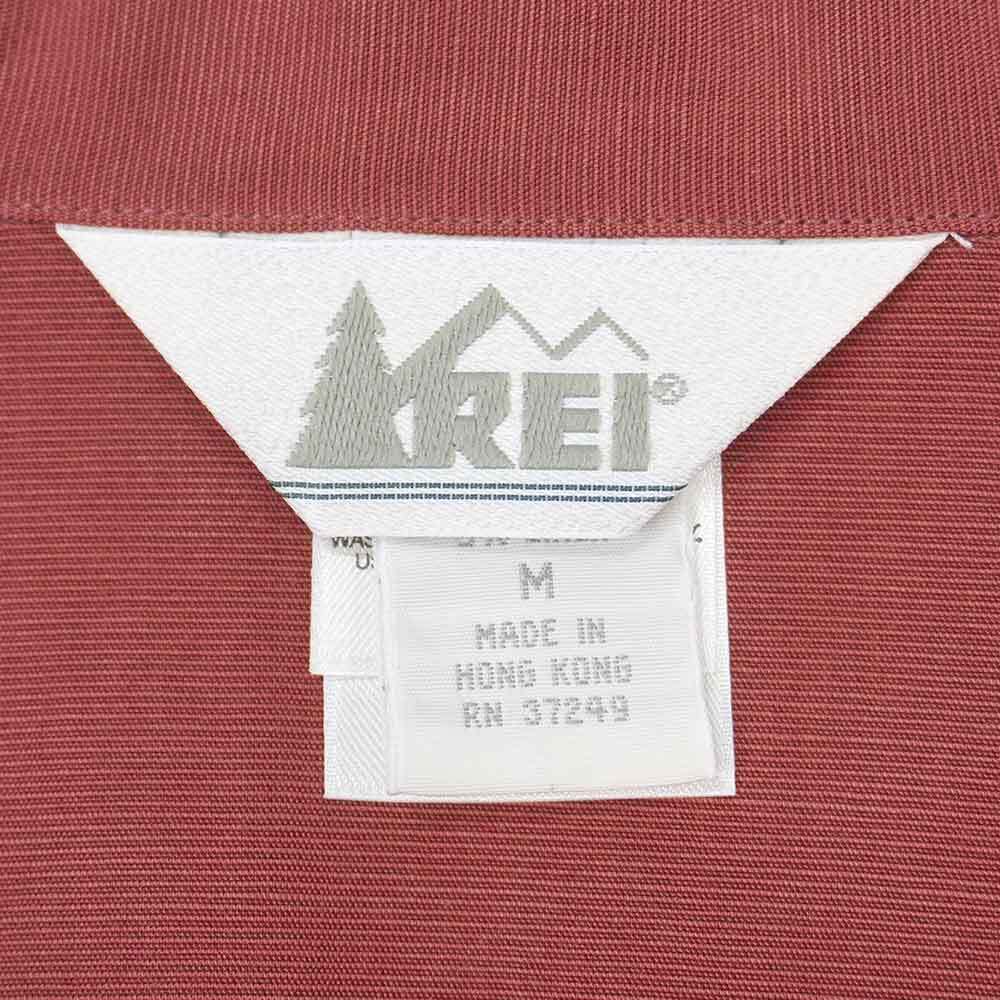 REI®
M
MADE IN
HONG KONG
RN 37249